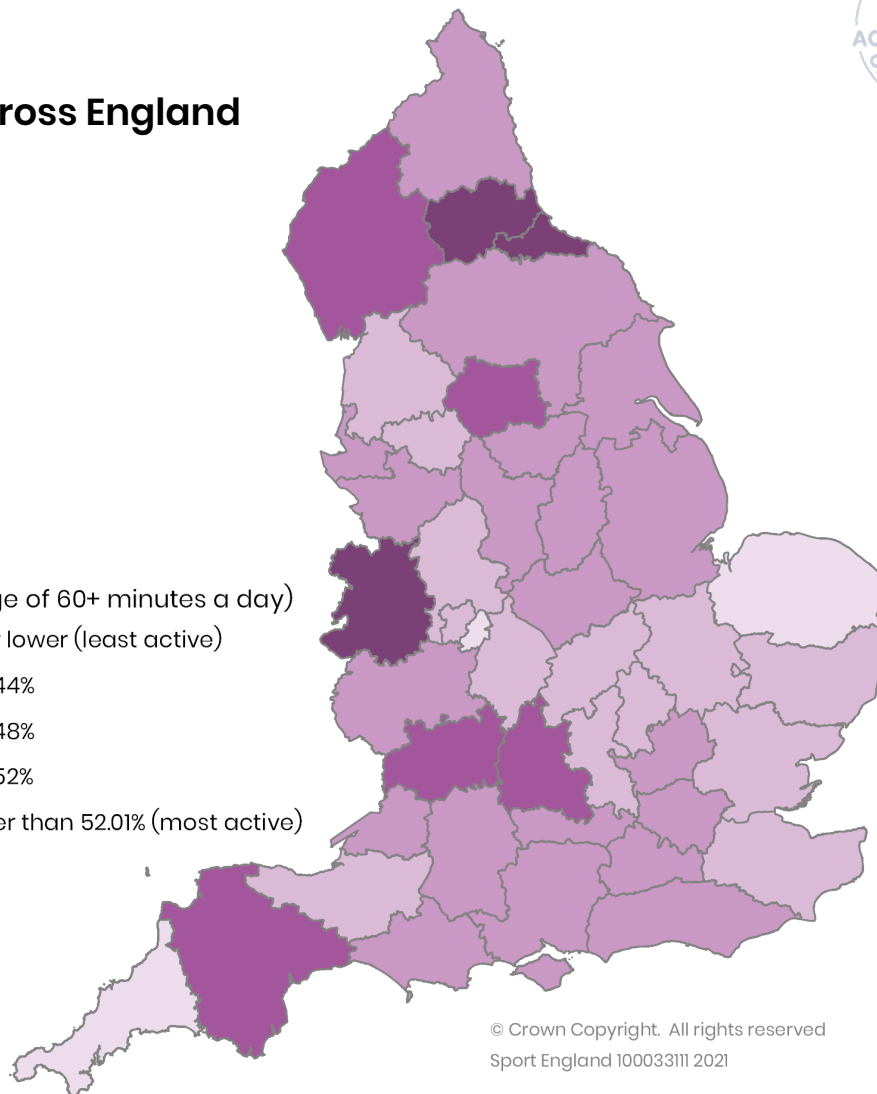 ross England
ge of 60+ minutes a day)
lower (least active)
44%
48%
52%
er than 52.01% (most active)
© Crown Copyright. All rights reserved
Sport England 100033111 2021